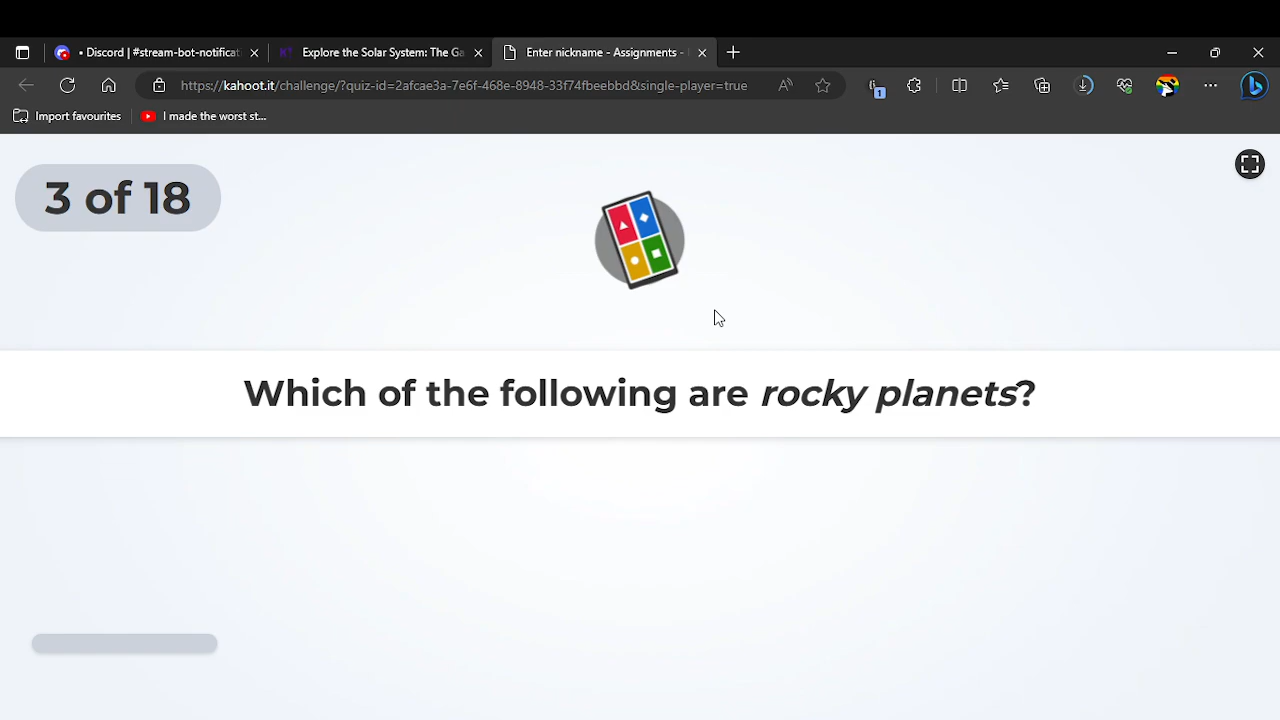 • Discord | #stream-bot-notificati
Explore the Solar System: The Ga
Enter nickname - Assignments -
https://kahoot.it/challenge/?quiz-id=2afcae3a-7e6f-468e-8948-33f74fbeebbd&single-player=true
1
Import favourites
I made the worst st...
3 of 18
Which of the following are rocky planets?